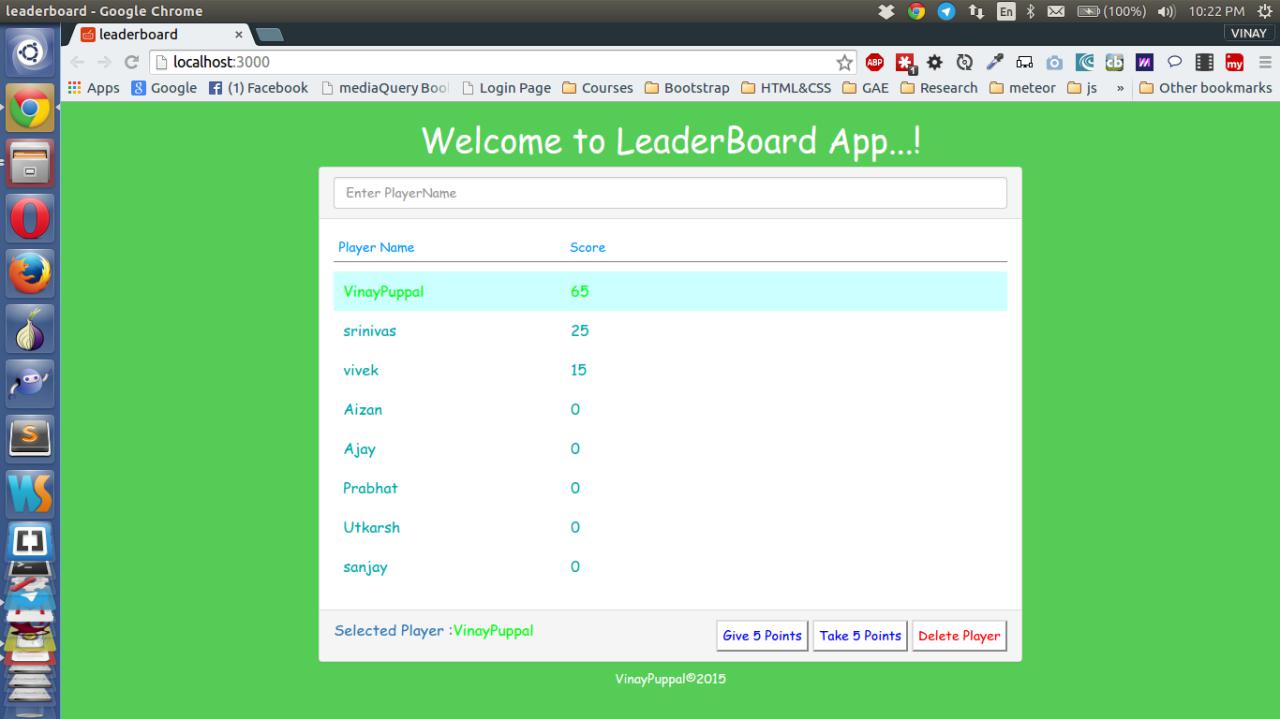 leaderboard - Google Chrome
En
(100%)
10:22 PM
leaderboard
×
VINAY
localhost:3000
ABP
1
cb
my
Apps
Google
(1) Facebook
mediaQuery Boo
Login Page
Courses
Bootstrap
HTML&CSS
GAE
Research
meteor
js
»
Other bookmarks
Welcome to LeaderBoard App...!
Enter PlayerName
Player Name Score
VinayPuppal 65
srinivas 25
vivek 15
Aizan 0
Ajay 0
Prabhat 0
Utkarsh 0
sanjay 0
Selected Player :VinayPuppal
Give 5 Points
Take 5 Points
Delete Player
VinayPuppal©2015